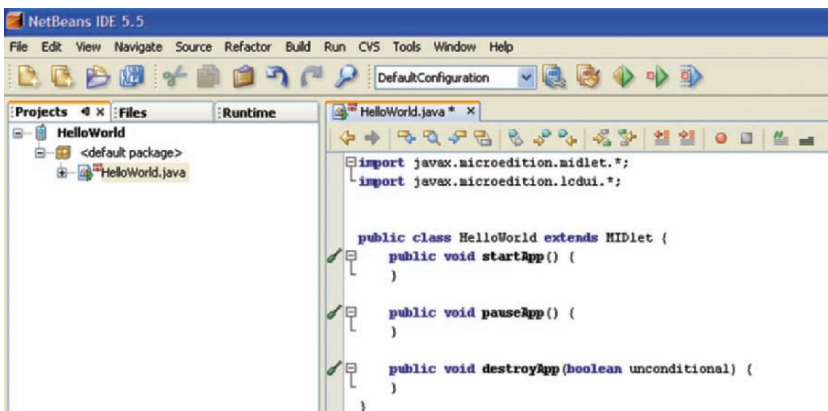 NetBeans IDE 5.5
File Edit View Navigate Source Refactor Build Run CVS Tools Window Help
DefaultConfiguration
Projects Files Runtime
HelloWorld
<default package>
HelloWorld.java
HelloWorld.java *
import javax.microedition.midlet.*;
import javax.microedition.lcdui.*;
public class HelloWorld extends MIDlet {
public void startApp() {
}
public void pauseApp() {
}
public void destroyApp(boolean unconditional) {
}
}